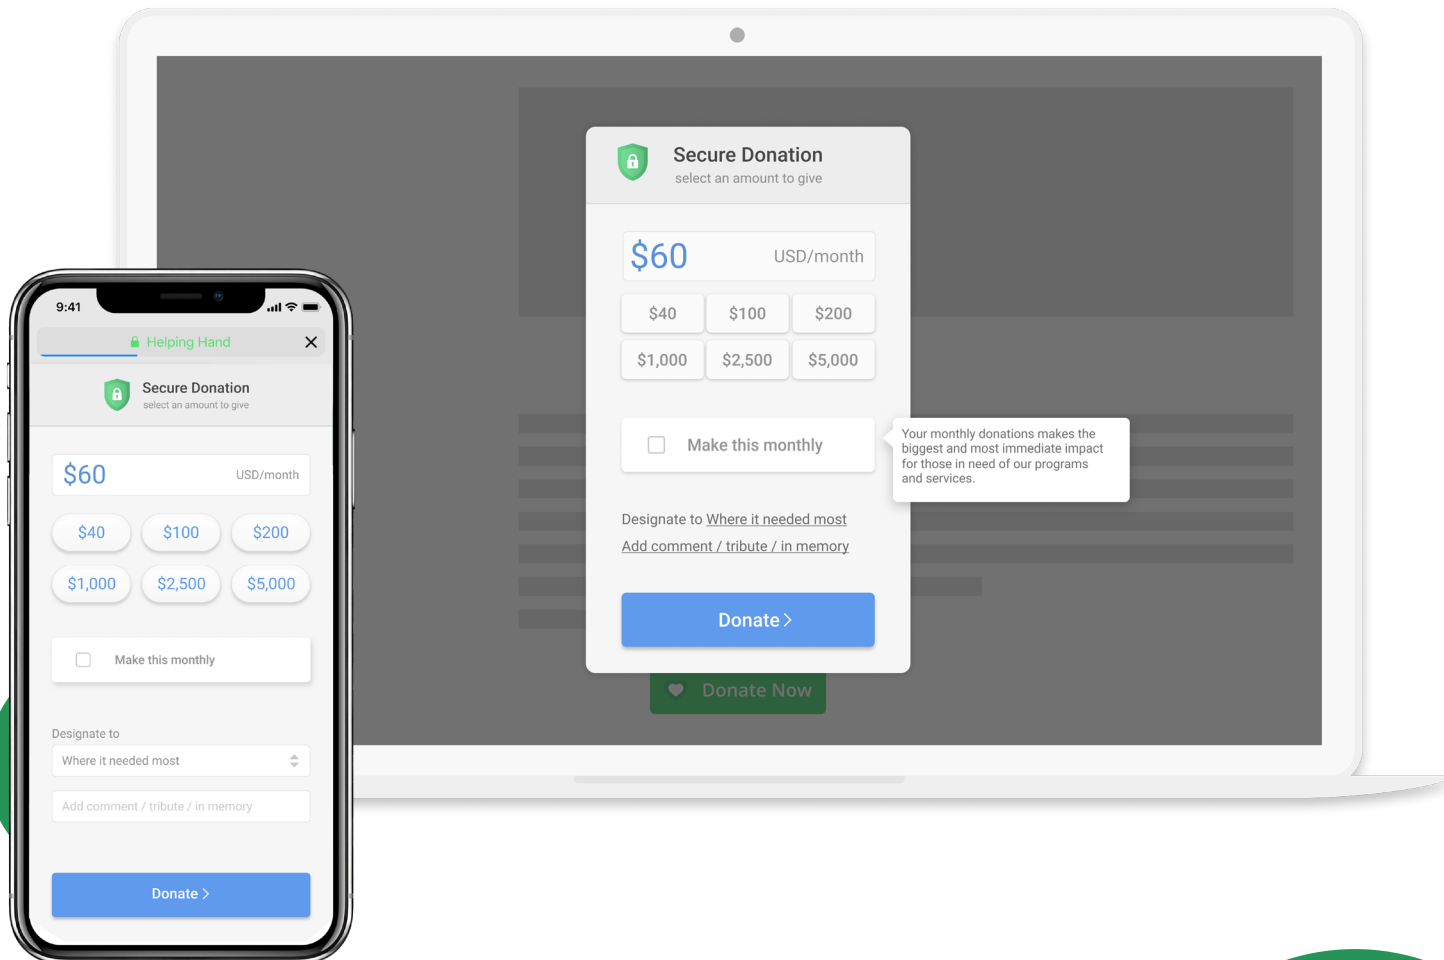 Secure Donation
select an amount to give
$60 USD/month
$40 $100 $200
$1,000 $2,500 $5,000
Make this monthly
Your monthly donations makes the
biggest and most immediate impact
for those in need of our programs
and services.
Designate to Where it needed most
Add comment / tribute / in memory
Donate
Donate Now
9:41
Helping Hand
Secure Donation
select an amount to give
$60 USD/month
$40 $100 $200
$1,000 $2,500 $5,000
Make this monthly
Designate to
Where it needed most
Add comment / tribute / in memory
Donate